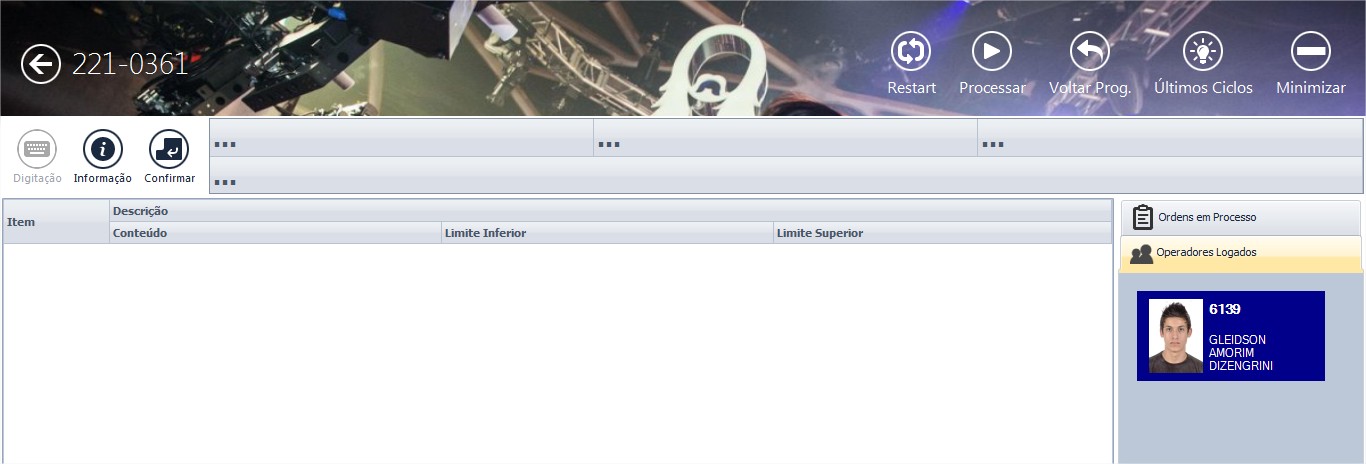 221-0361
Restart
Processar
Voltar Prog.
Últimos Ciclos
Minimizar
Digitação
Informação
Confirmar
...
...
...
...
Item
Descrição
Conteúdo
Limite Inferior
Limite Superior
Ordens em Processo
Operadores Logados
6139
GLEIDSON
AMORIM
DIZENGRINI